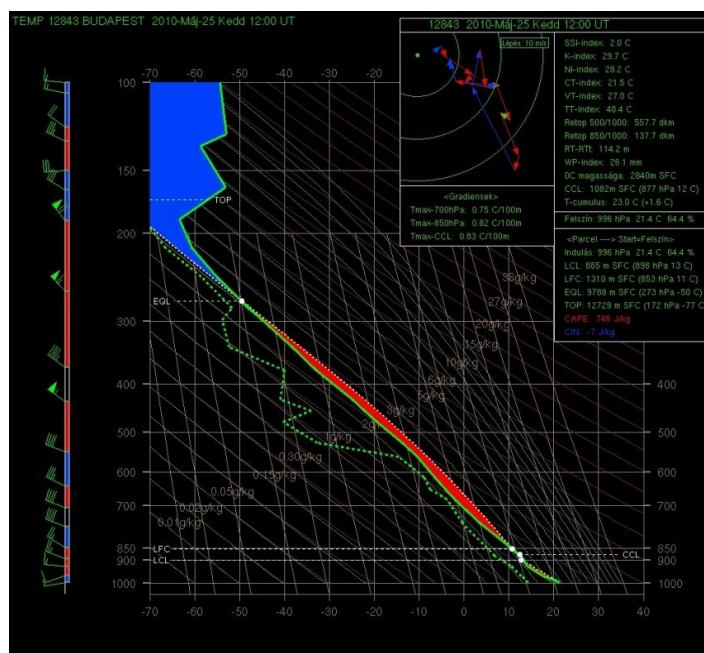 TEMP 12843 BUDAPEST 2010-Máj-25 Kedd 12:00 UT
12843 2010-Máj-25 Kedd 12:00 UT
Lépés: 10 m/s
SSI-index: 2.0 C
K-index: 29.7 C
NI-index: 28.2 C
CT-index: 21.5 C
VT-index: 27.0 C
TT-index: 48.4 C
Retop 500/1000: 557.7 dkm
Retop 850/1000: 137.7 dkm
RT-RTt: 114.2 m
WP-index: 26.1 mm
0C magassága: 2840m SFC
CCL: 1082m SFC (877 hPa 12 C)
T-cumulus: 23.0 C (+1.6 C)
Felszín: 996 hPa 21.4 C 64.4 %
<Gradiensek>
Tmax-700hPa: 0.75 C/100m
Tmax-850hPa: 0.82 C/100m
Tmax-CCL: 0.83 C/100m
<Parcel ---> Start=Felszín>
Indulás: 996 hPa 21.4 C 64.4 %
LCL: 885 m SFC (898 hPa 13 C)
LFC: 1310 m SFC (853 hPa 11 C)
EQL: 9788 m SFC (273 hPa -50 C)
TOP: 12729 m SFC (172 hPa -77 C)
CAPE: 746 J/kg
CIN: -7 J/kg
-70 -60 -50 -40 -30 -20 -10 0 10 20 30 40
100
150
TOP
200
38g/kg
EQL
27g/kg
300
20g/kg
15g/kg
10g/kg
400 400
6g/kg
5g/kg
3g/kg
2g/kg
500 1g/kg 500
0.30g/kg
600 0.15g/kg 600
0.05g/kg
700 0.02g/kg 700
0.01g/kg
850 LFC 850
CCL
900 LCL 900
1000 1000
-70 -60 -50 -40 -30 -20 -10 0 10 20 30 40